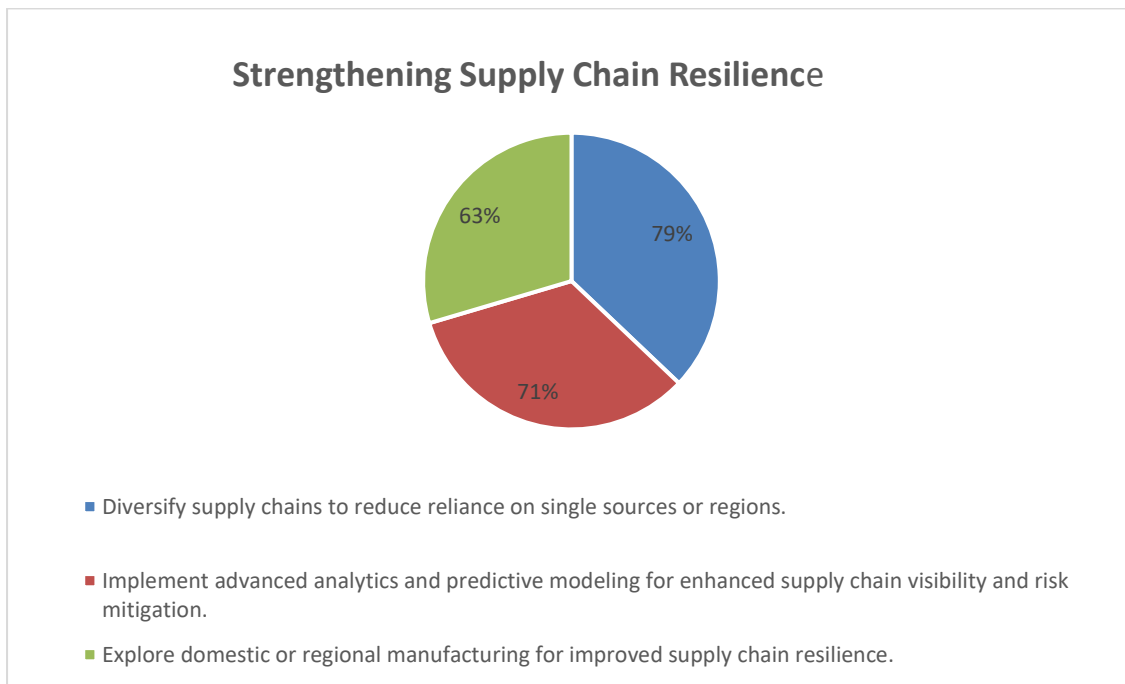 Strengthening Supply Chain Resilience
63%
79%
71%
Diversify supply chains to reduce reliance on single sources or regions.
Implement advanced analytics and predictive modeling for enhanced supply chain visibility and risk
mitigation.
Explore domestic or regional manufacturing for improved supply chain resilience.